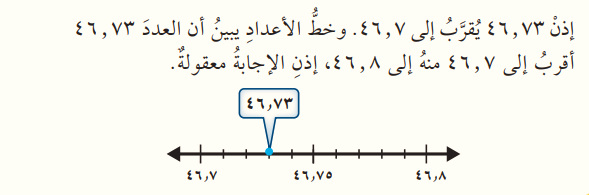 إذنْ ٤٦,٧٣ يُقرَّبُ إلى ٤٦,٧. وخطُّ الأعدادِ يبينُ أن العددَ ٤٦,٧٣
أقربُ إلى ٤٦,٧ منهُ إلى ٤٦,٨، إذنِ الإجابةُ معقولةٌ.
٤٦,٧٣
٤٦,٧ ٤٦,٧٥ ٤٦,٨